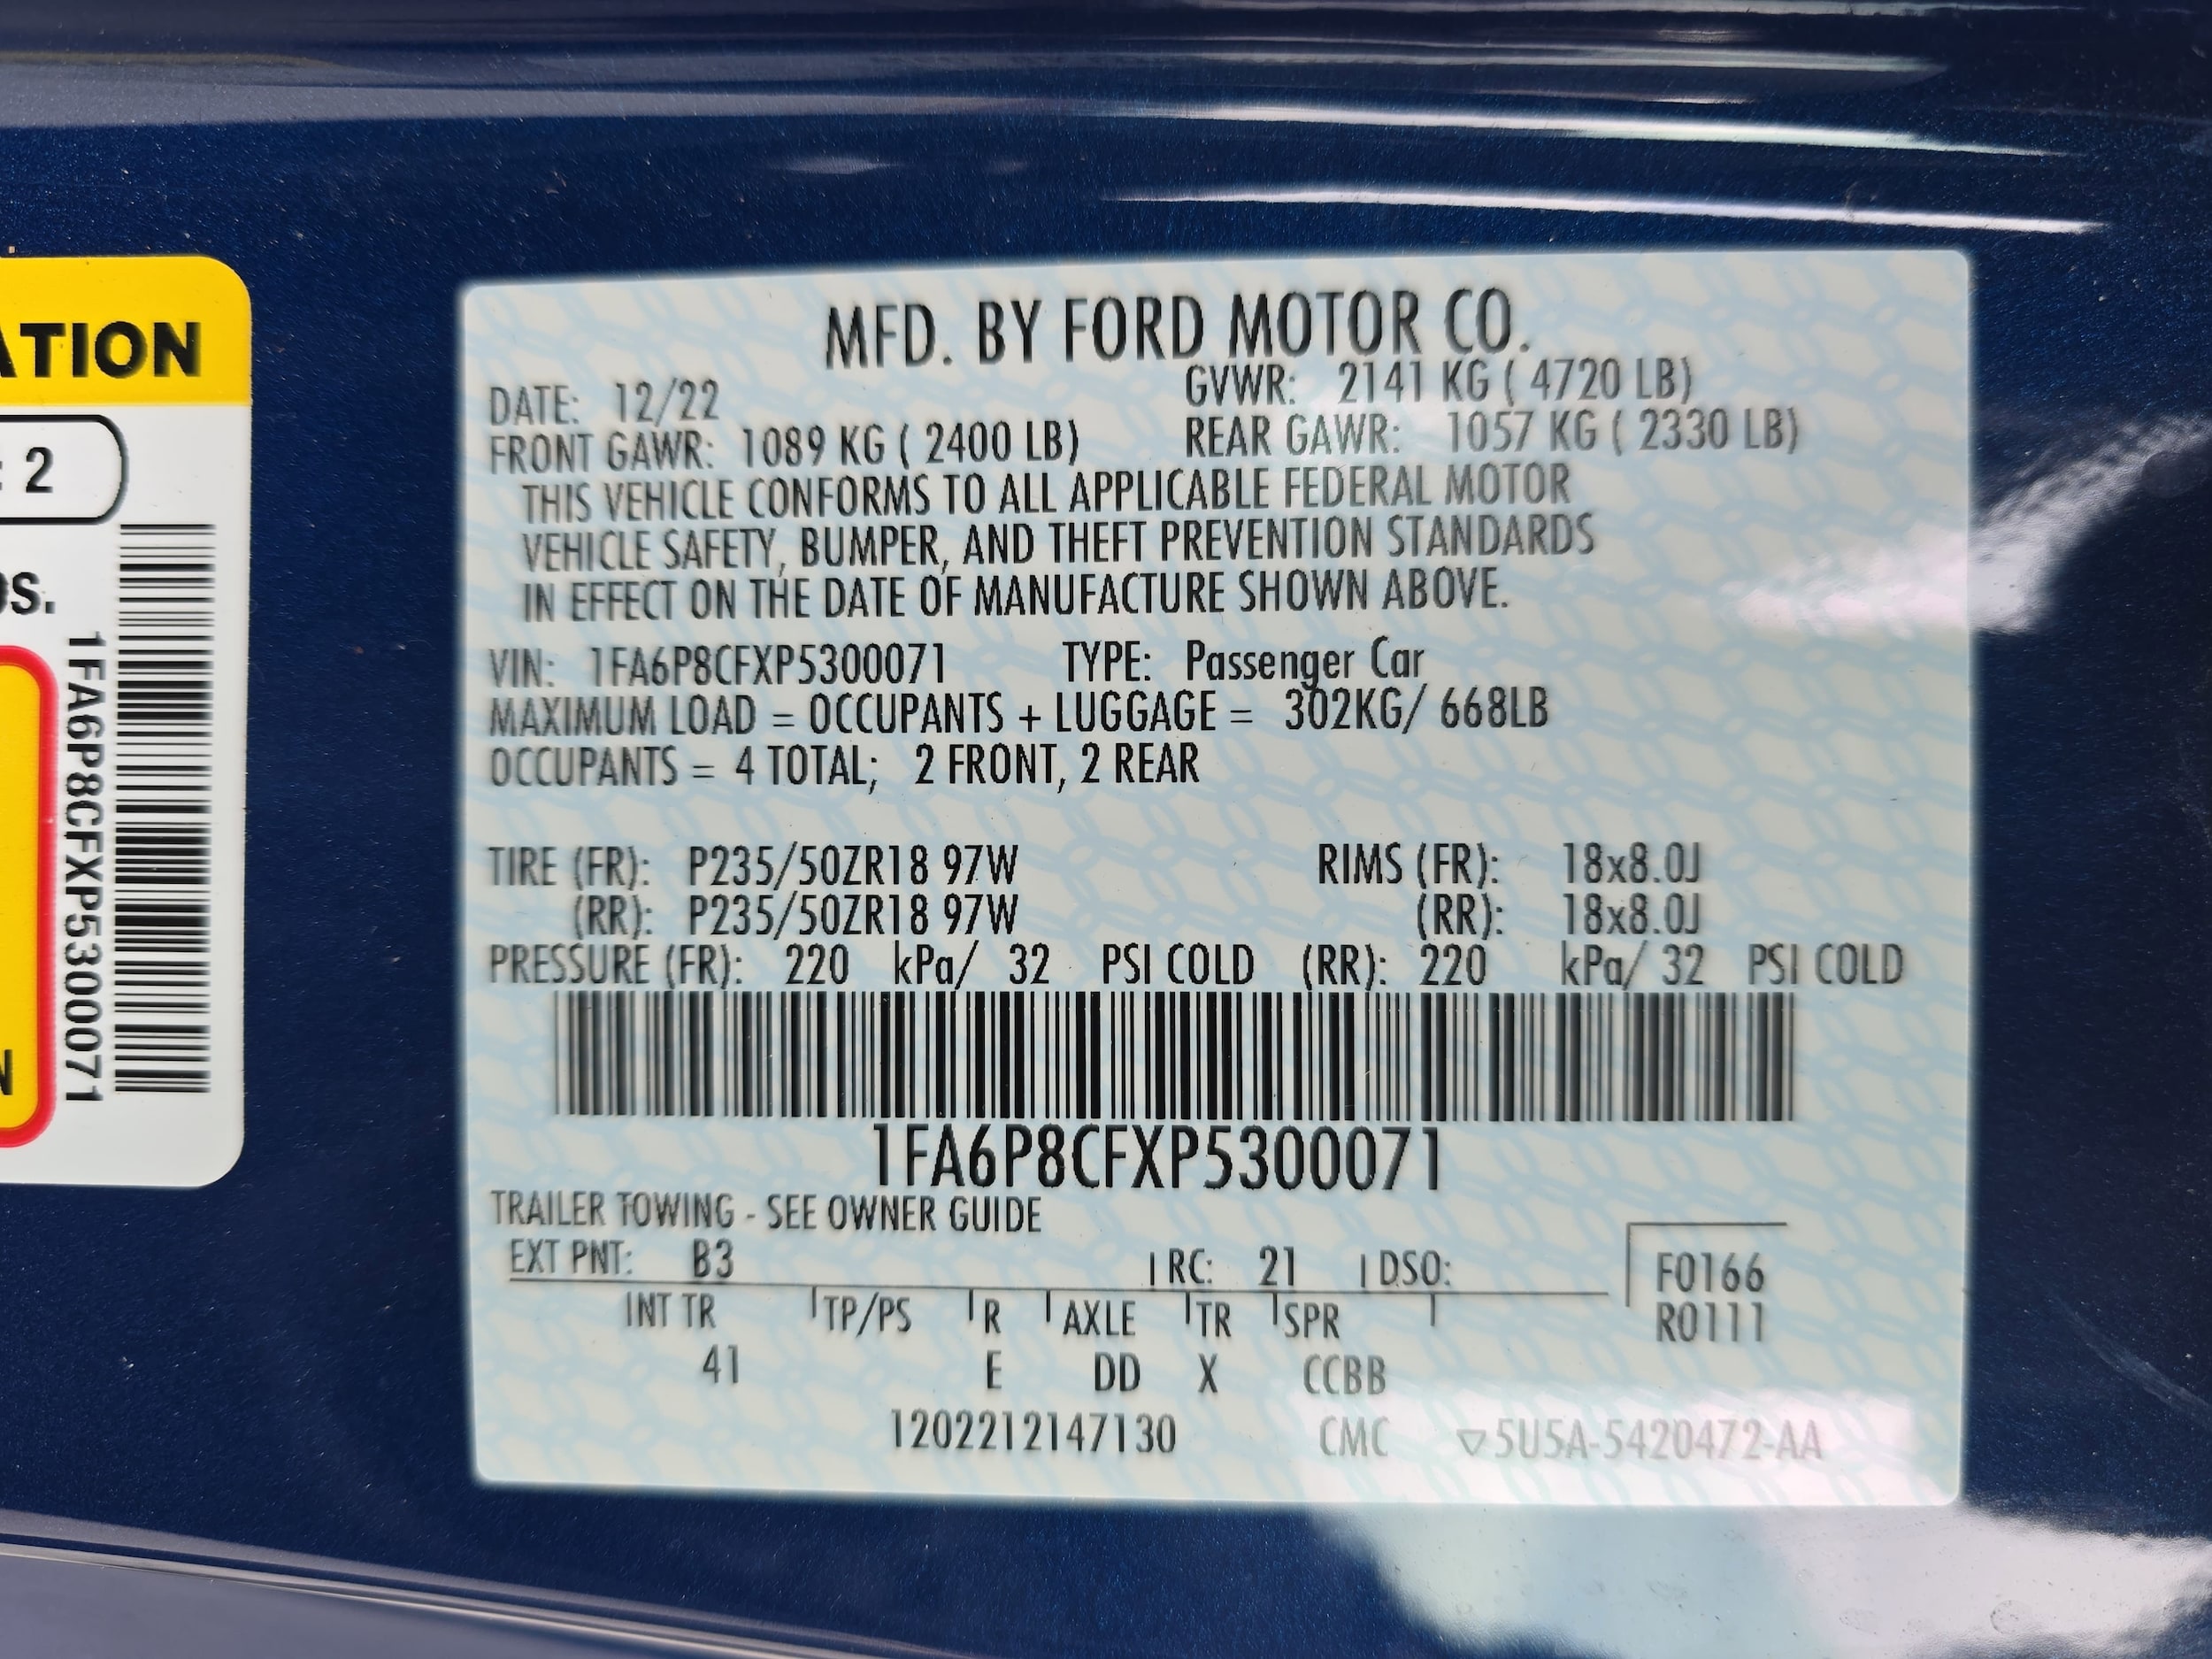 ATION
: 2
OS.
1FA6P8CFXP5300071
N
MFD. BY FORD MOTOR CO.
DATE: 12/22 GVWR: 2141 KG ( 4720 LB)
FRONT GAWR: 1089 KG ( 2400 LB) REAR GAWR: 1057 KG ( 2330 LB)
THIS VEHICLE CONFORMS TO ALL APPLICABLE FEDERAL MOTOR
VEHICLE SAFETY, BUMPER, AND THEFT PREVENTION STANDARDS
IN EFFECT ON THE DATE OF MANUFACTURE SHOWN ABOVE.
VIN: 1FA6P8CFXP5300071 TYPE: Passenger Car
MAXIMUM LOAD = OCCUPANTS + LUGGAGE = 302KG/ 668LB
OCCUPANTS = 4 TOTAL; 2 FRONT, 2 REAR
TIRE (FR): P235/50ZR18 97W RIMS (FR): 18x8.0J
(RR): P235/50ZR18 97W (RR): 18x8.0J
PRESSURE (FR): 220 kPa/ 32 PSI COLD (RR): 220 kPa/ 32 PSI COLD
1FA6P8CFXP5300071
TRAILER TOWING - SEE OWNER GUIDE
EXT PNT: B3 RC: 21 DSO: F0166
INT TR TP/PS R AXLE TR SPR R0111
41 E DD X CCBB
1202212147130 CMC ▽5U5A-5420472-AA